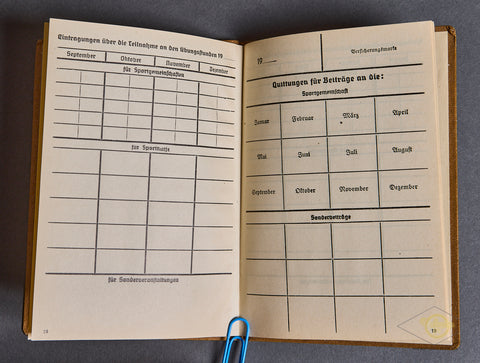 Eintragungen über die Teilnahme an den Übungsstunden 19
September Oktober November Dezember
für Sportgemeinschaften
für Sportkurse
für Sonderveranstaltungen
18
19 Versicherungsmarke
Quittungen für Beiträge an die:
Sportgemeinschaft
Januar Februar März April
Mai Juni Juli August
September Oktober November Dezember
Sonderbeiträge
19